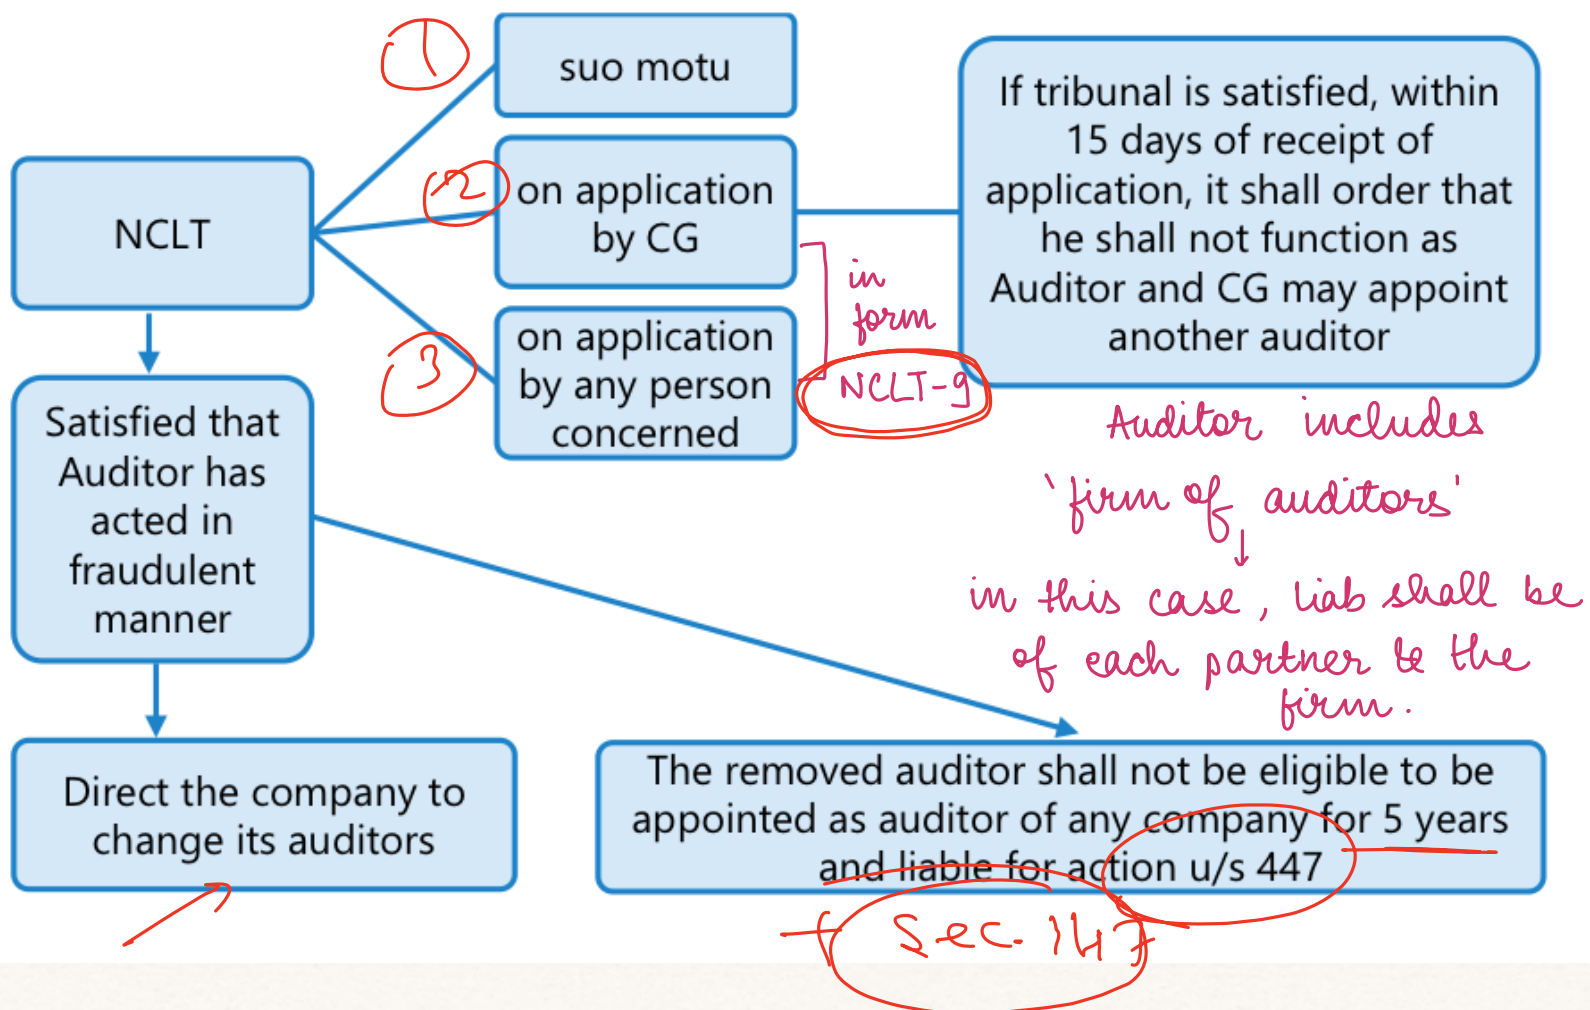 1
suo motu
NCLT
2
on application
by CG
3
on application
by any person
concerned
in
form
NCLT-9
If tribunal is satisfied, within
15 days of receipt of
application, it shall order that
he shall not function as
Auditor and CG may appoint
another auditor
Auditor includes
'firm of auditors'
in this case, liab shall be
of each partner & the
firm.
Satisfied that
Auditor has
acted in
fraudulent
manner
Direct the company to
change its auditors
The removed auditor shall not be eligible to be
appointed as auditor of any company for 5 years
and liable for action u/s 447
+ Sec. 147